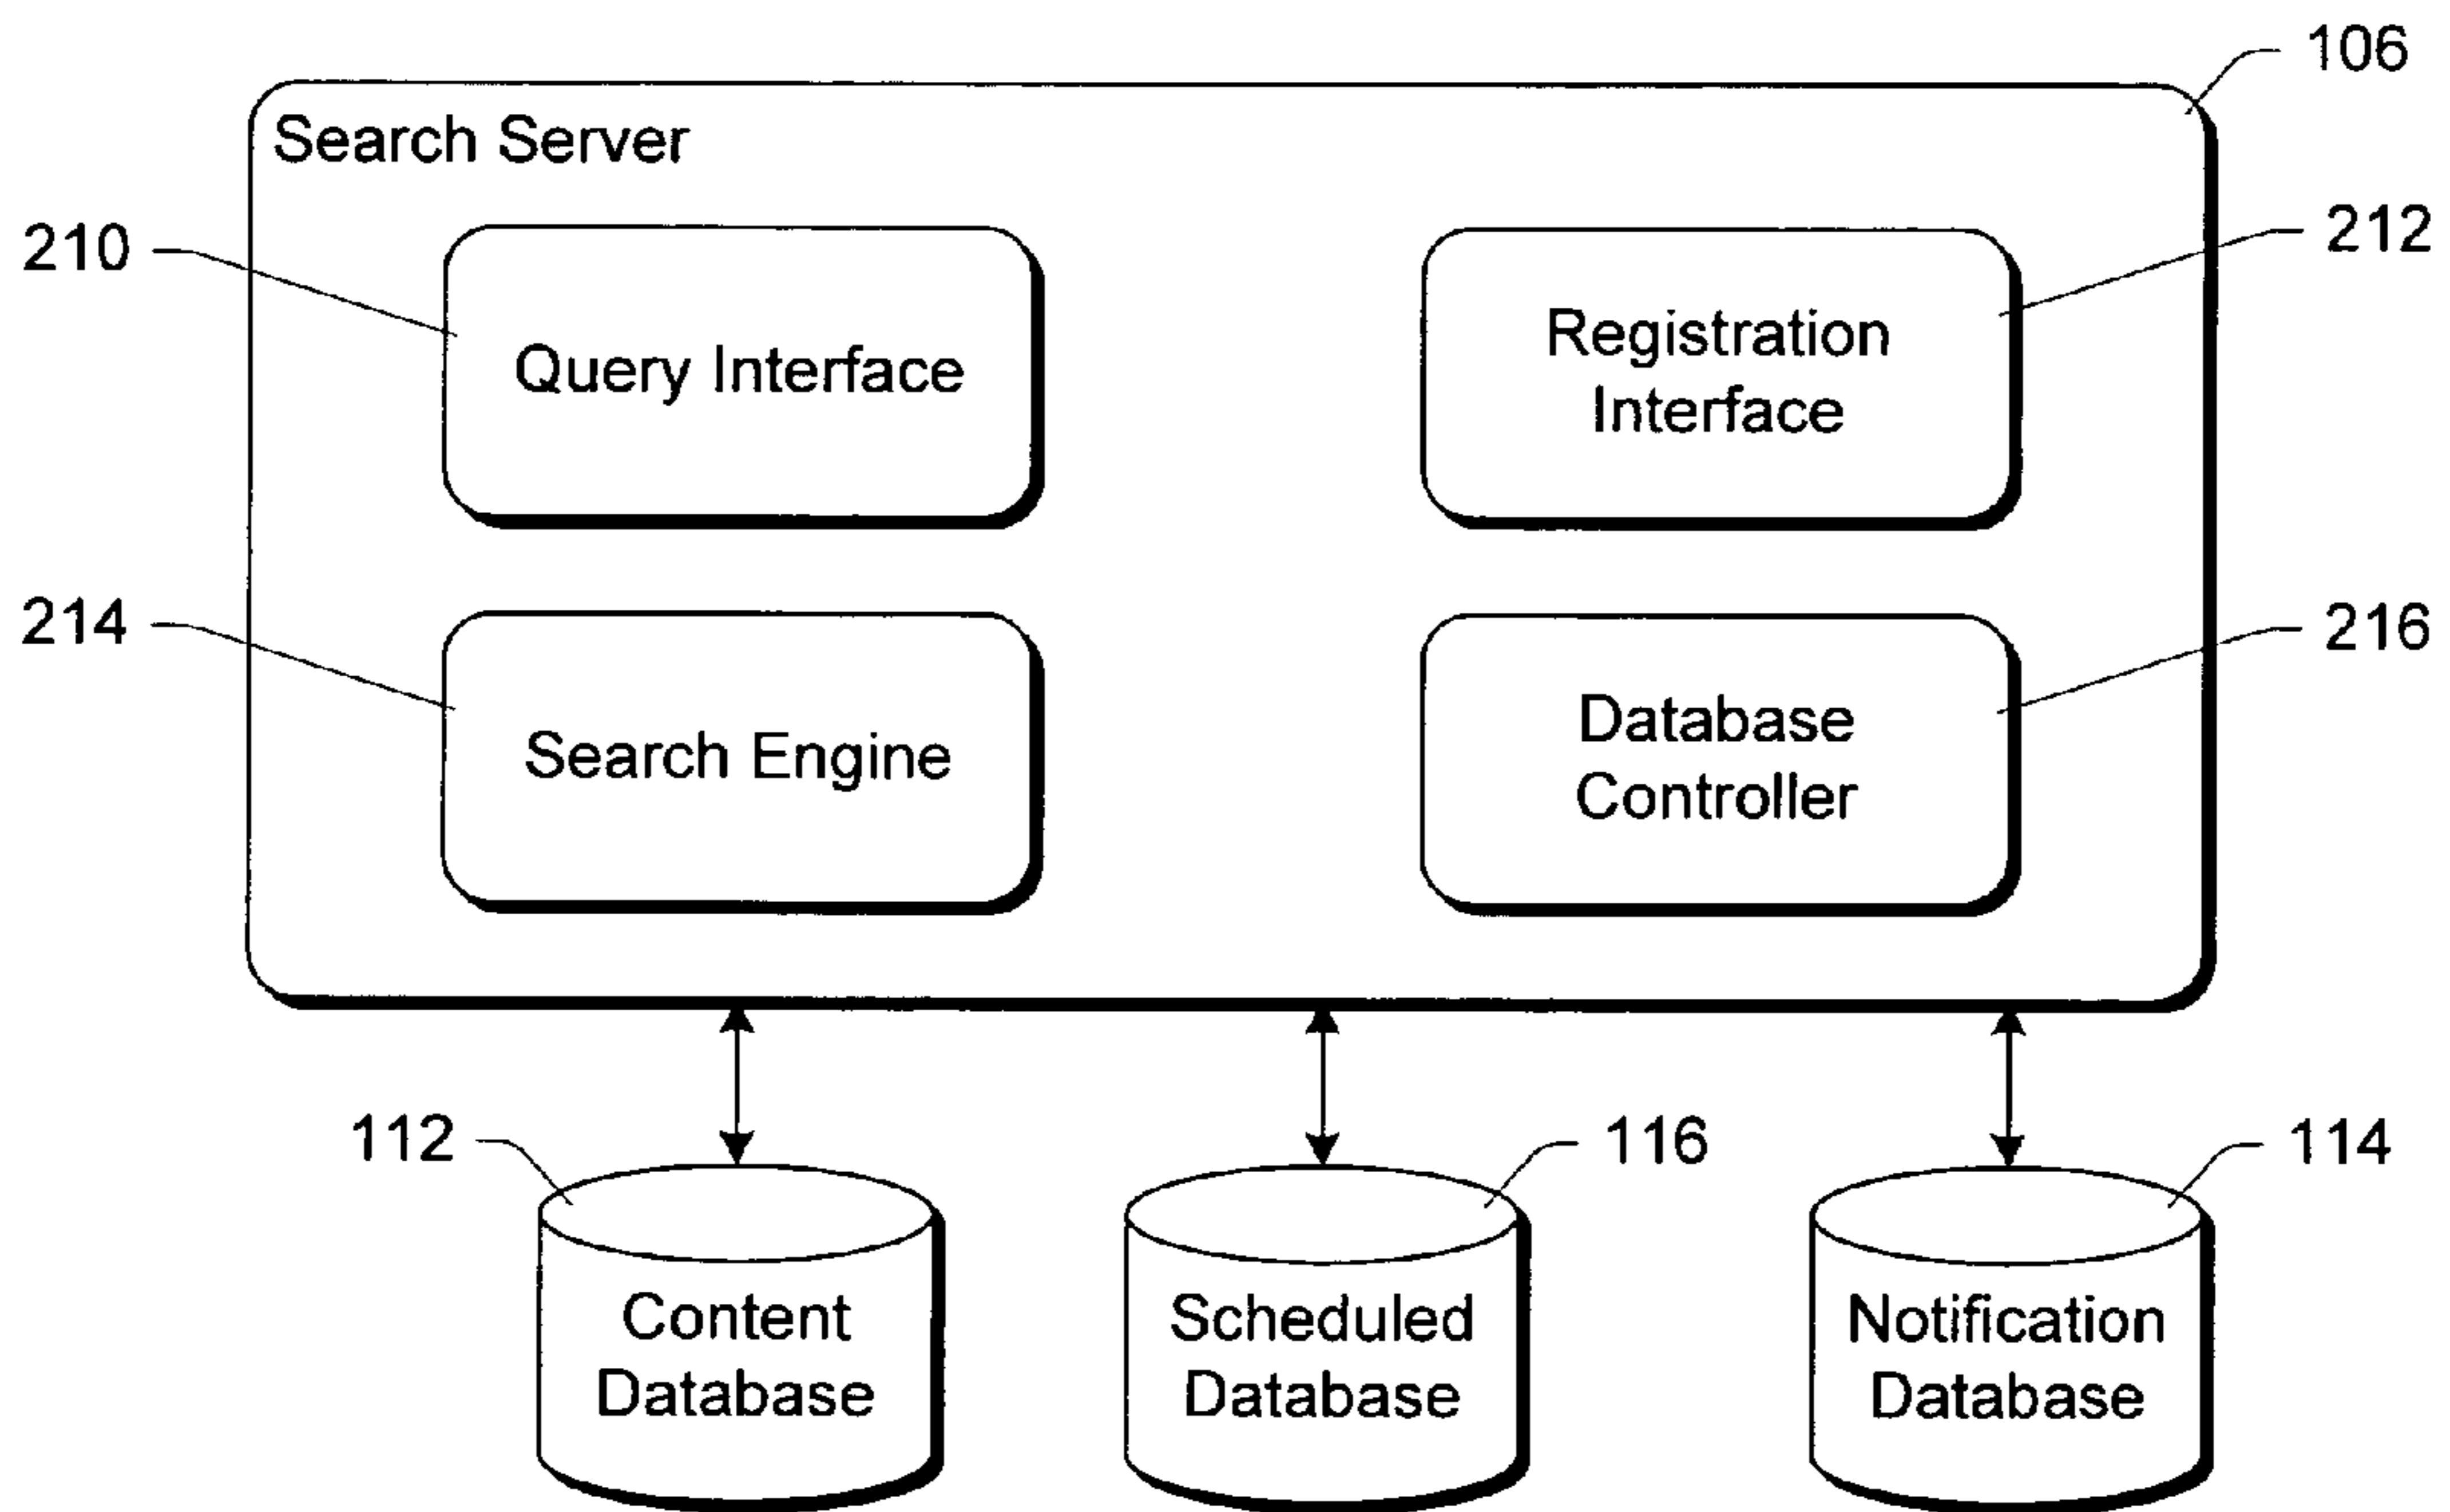 106
Search Server
210
212
Query Interface
Registration
Interface
214
216
Search Engine
Database
Controller
112
116
114
Content
Database
Scheduled
Database
Notification
Database